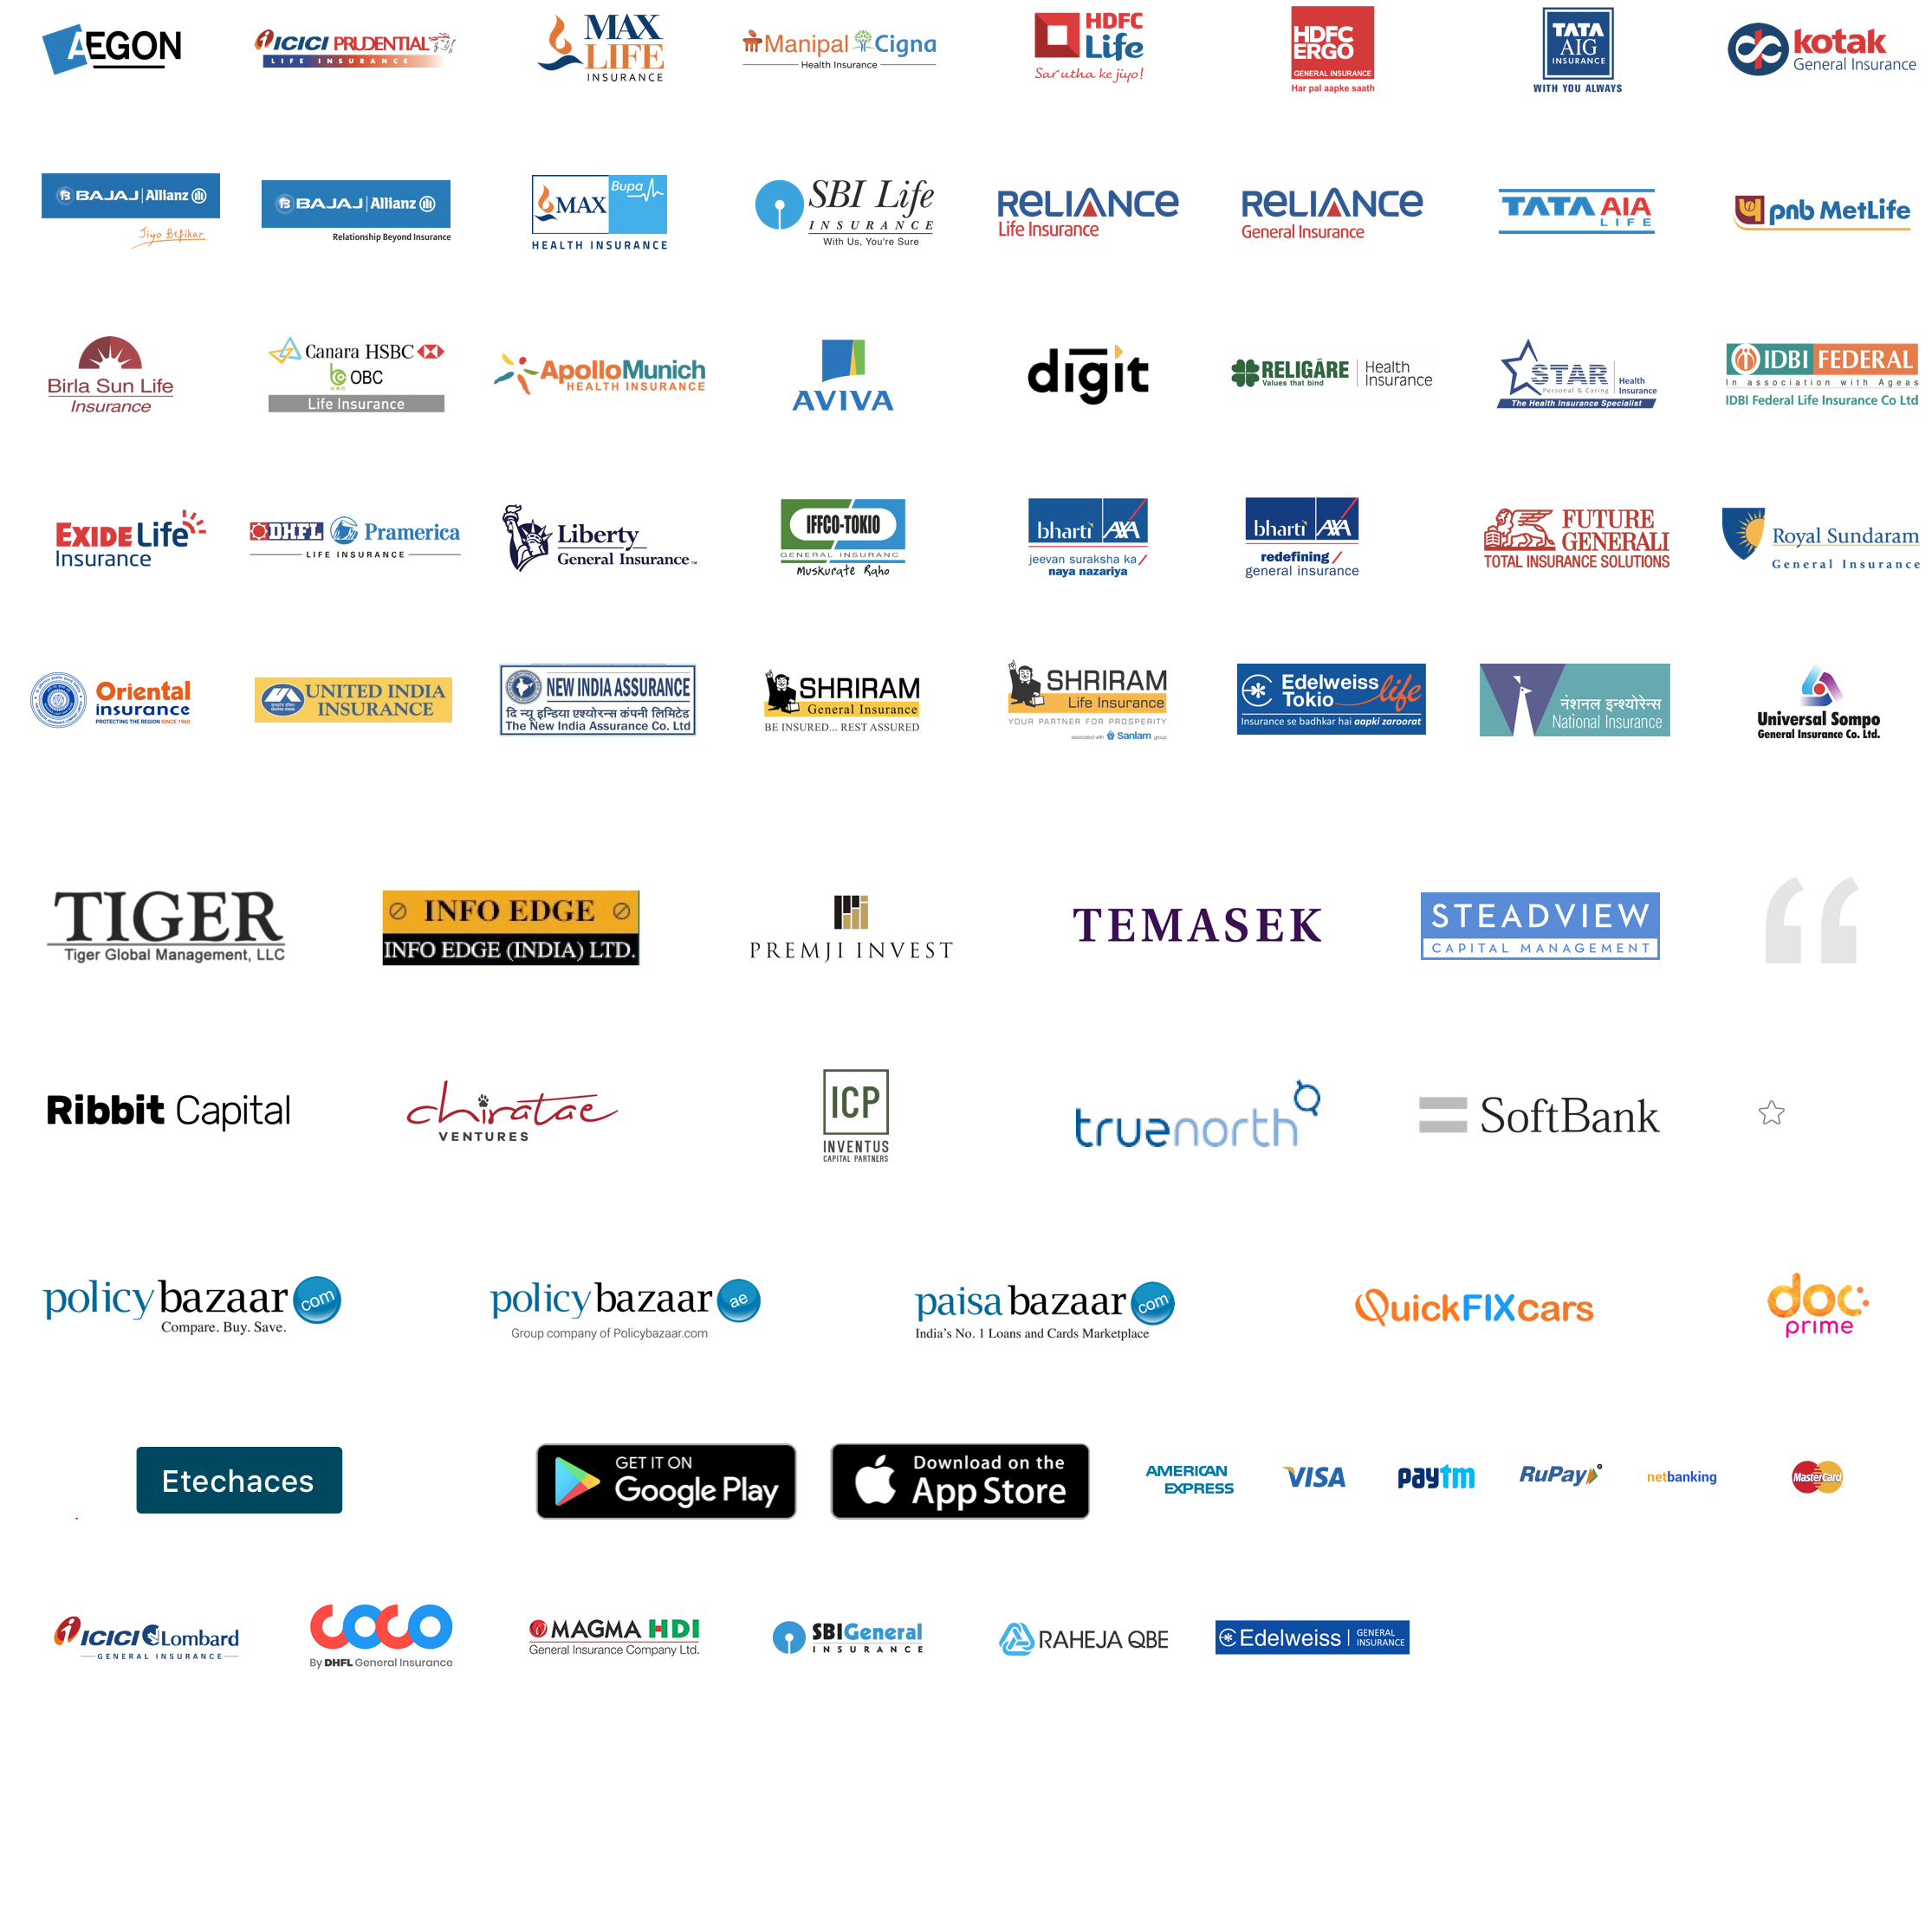 AEGON
ICICI PRUDENTIAL
LIFE INSURANCE
MAX
LIFE
INSURANCE
Manipal Cigna
Health Insurance
HDFC
Life
Sar utha ke jiyo!
HDFC
ERGO
GENERAL INSURANCE
Har pal aapke saath
TATA
AIG
INSURANCE
WITH YOU ALWAYS
kotak
General Insurance
BAJAJ Allianz
Jiyo Befikar
BAJAJ Allianz
Relationship Beyond Insurance
MAX Bupa
HEALTH INSURANCE
SBI Life
INSURANCE
With Us, You're Sure
RELIANCE
Life Insurance
RELIANCE
General Insurance
TATA AIA
LIFE
pnb MetLife
Birla Sun Life
Insurance
Canara HSBC
OBC
Life Insurance
ApolloMunich
HEALTH INSURANCE
AVIVA
digit
RELIGARE
Values that bind
Health
Insurance
STAR
Personal & Caring
Health
Insurance
The Health Insurance Specialist
IDBI FEDERAL
In association with Ageas
IDBI Federal Life Insurance Co Ltd
EXIDE Life
Insurance
DHFL Pramerica
LIFE INSURANCE
Liberty
General Insurance
IFFCO-TOKIO
GENERAL INSURANC
Muskurate Raho
bharti AXA
jeevan suraksha ka
naya nazariya
bharti AXA
redefining
general insurance
FUTURE
GENERALI
TOTAL INSURANCE SOLUTIONS
Royal Sundaram
General Insurance
Oriental
insurance
PROTECTING THE REGION SINCE 1960
UNITED INDIA
INSURANCE
NEW INDIA ASSURANCE
दि न्यू इन्डिया एश्योरन्स कंपनी लिमिटेड
The New India Assurance Co. Ltd
SHRIRAM
General Insurance
BE INSURED... REST ASSURED
SHRIRAM
Life Insurance
YOUR PARTNER FOR PROSPERITY
associated with Sanlam group
Edelweiss
Tokio life
Insurance se badhkar hai aapki zaroorat
नेशनल इन्श्योरेन्स
National Insurance
Universal Sompo
General Insurance Co. Ltd.
TIGER
Tiger Global Management, LLC
INFO EDGE
INFO EDGE (INDIA) LTD.
PREMJI INVEST
TEMASEK
STEADVIEW
CAPITAL MANAGEMENT
“
Ribbit Capital
chiratae
VENTURES
ICP
INVENTUS
CAPITAL PARTNERS
truenorth
SoftBank
policybazaar com
Compare. Buy. Save.
policybazaar ae
Group company of Policybazaar.com
paisabazaar com
India's No. 1 Loans and Cards Marketplace
QuickFIXcars
doc
prime
Etechaces
GET IT ON
Google Play
Download on the
App Store
AMERICAN
EXPRESS
VISA
paytm
RuPay
netbanking
MasterCard
ICICI Lombard
GENERAL INSURANCE
COCO
By DHFL General Insurance
MAGMA HDI
General Insurance Company Ltd.
SBI General
INSURANCE
RAHEJA QBE
Edelweiss
GENERAL
INSURANCE